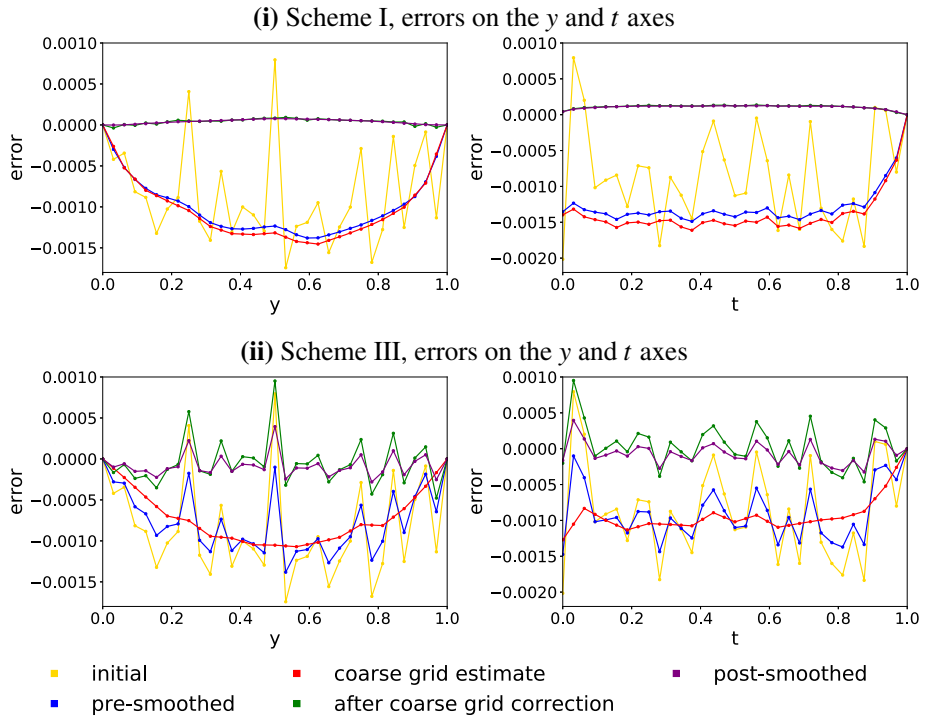 (i) Scheme I, errors on the y and t axes
0.0010
0.0005
0.0000
−0.0005
−0.0010
−0.0015
error
0.0 0.2 0.4 0.6 0.8 1.0
y
0.0010
0.0005
0.0000
−0.0005
−0.0010
−0.0015
−0.0020
error
0.0 0.2 0.4 0.6 0.8 1.0
t
(ii) Scheme III, errors on the y and t axes
0.0010
0.0005
0.0000
−0.0005
−0.0010
−0.0015
error
0.0 0.2 0.4 0.6 0.8 1.0
y
0.0010
0.0005
0.0000
−0.0005
−0.0010
−0.0015
−0.0020
error
0.0 0.2 0.4 0.6 0.8 1.0
t
initial
coarse grid estimate
post-smoothed
pre-smoothed
after coarse grid correction